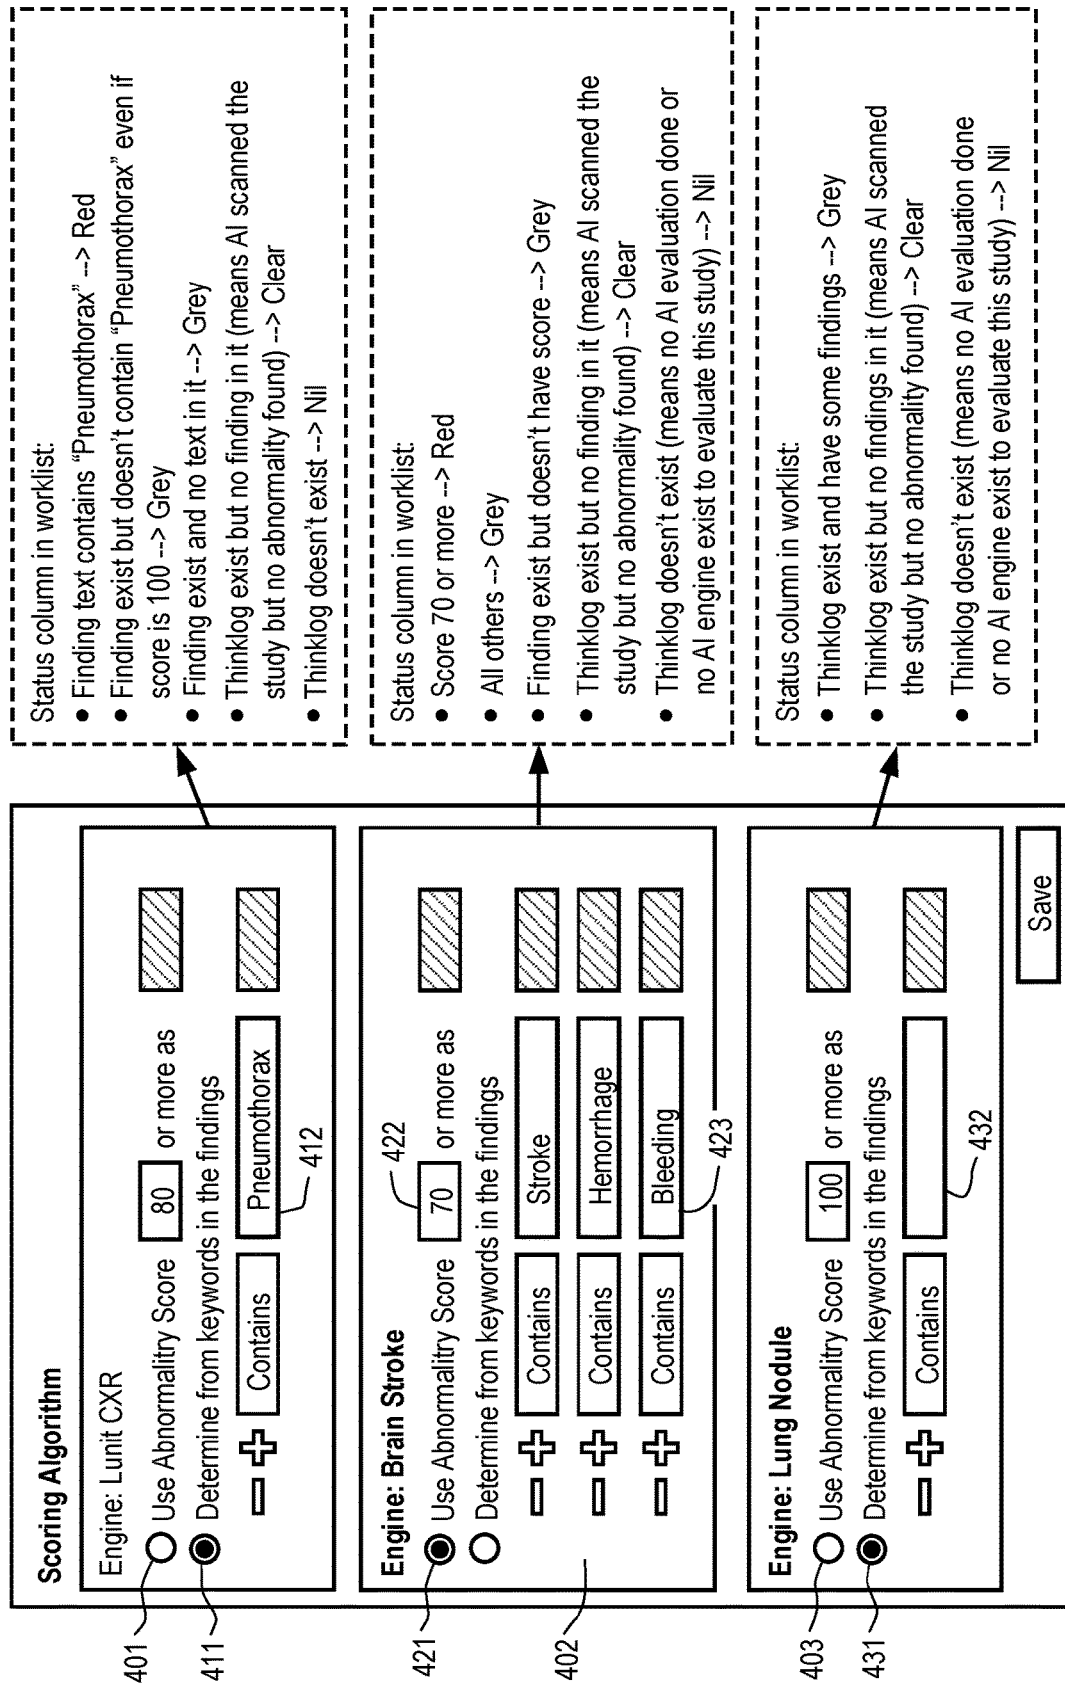 Scoring Algorithm
Engine: Lunit CXR
Use Abnormalitry Score 80 or more as
Determine from keywords in the findings
Contains Pneumothorax
401
411
412
Engine: Brain Stroke
Use Abnormality Score 70 or more as
Determine from keywords in the findings
Contains Stroke
Contains Hemorrhage
Contains Bleeding
421
402
422
423
Engine: Lung Nodule
Use Abnormalitry Score 100 or more as
Determine from keywords in the findings
Contains
403
431
432
Save
Status column in worklist:
• Finding text contains “Pneumothorax” --> Red
• Finding exist but doesn't contain “Pneumothorax” even if
score is 100 --> Grey
• Finding exist and no text in it --> Grey
• Thinklog exist but no finding in it (means AI scanned the
study but no abnormality found) --> Clear
• Thinklog doesn't exist --> Nil
Status column in worklist:
• Score 70 or more --> Red
• All others --> Grey
• Finding exist but doesn't have score --> Grey
• Thinklog exist but no finding in it (means AI scanned the
study but no abnormality found) --> Clear
• Thinklog doesn't exist (means no AI evaluation done or
no AI engine exist to evaluate this study) --> Nil
Status column in worklist:
• Thinklog exist and have some findings --> Grey
• Thinklog exist but no findings in it (means AI scanned
the study but no abnormality found) --> Clear
• Thinklog doesn't exist (means no AI evaluation done
or no AI engine exist to evaluate this study) --> Nil